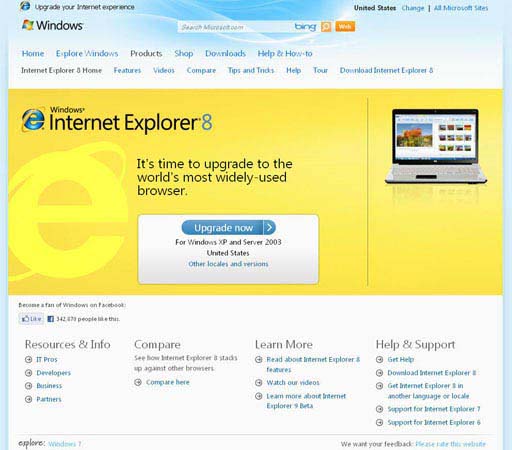 Upgrade your Internet experience
United States Change | All Microsoft Sites
Windows
Search Microsoft.com bing Web
Home Explore Windows Products Shop Downloads Help & How-to
Internet Explorer 8 Home Features Videos Compare Tips and Tricks Help Tour Download Internet Explorer 8
Windows
Internet Explorer 8
It's time to upgrade to the
world's most widely-used
browser.
Upgrade now
For Windows XP and Server 2003
United States
Other locales and versions
Become a fan of Windows on Facebook:
Like 342,670 people like this.
Resources & Info
IT Pros
Developers
Business
Partners
Compare
See how Internet Explorer 8 stacks
up against other browsers.
Compare here
Learn More
Read about Internet Explorer 8
features
Watch our videos
Learn more about Internet
Explorer 9 Beta
Help & Support
Get Help
Download Internet Explorer 8
Get Internet Explorer 8 in
another language or locale
Support for Internet Explorer 7
Support for Internet Explorer 6
explore: Windows 7
We want your feedback: Please rate this website